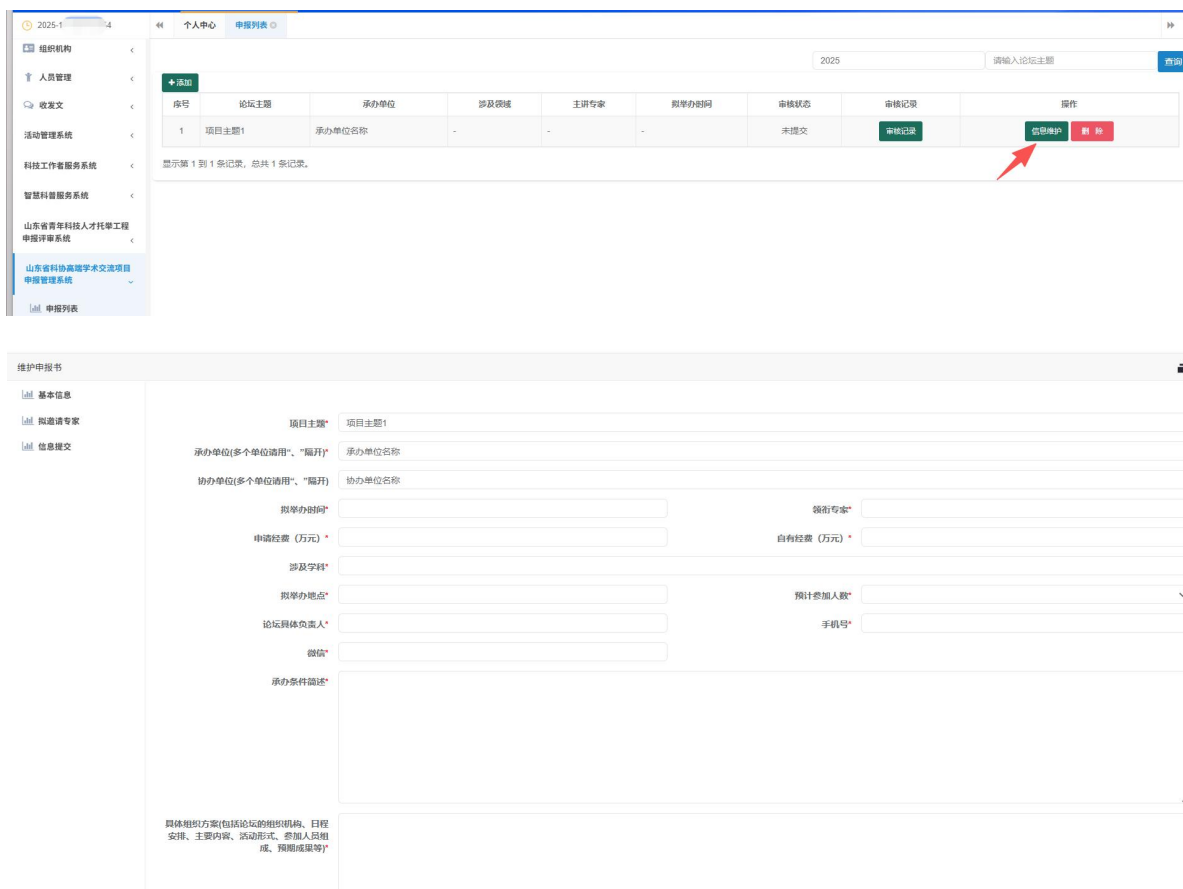 2025-1 4
个人中心 申报列表
组织机构
人员管理
收发文
活动管理系统
科技工作者服务系统
智慧科普服务系统
山东省青年科技人才托举工程
申报评审系统
山东省科协高端学术交流项目
申报管理系统
申报列表
2025 请输入论坛主题 查询
+添加
序号 论坛主题 承办单位 涉及领域 主讲专家 拟举办时间 审核状态 审核记录 操作
1 项目主题1 承办单位名称 - - - 未提交 审核记录 信息维护 删 除
显示第 1 到 1 条记录，总共 1 条记录。
维护申报书
基本信息
拟邀请专家
信息提交
项目主题* 项目主题1
承办单位(多个单位请用“、”隔开)* 承办单位名称
协办单位(多个单位请用“、”隔开) 协办单位名称
拟举办时间* 领衔专家*
申请经费（万元）* 自有经费（万元）*
涉及学科*
拟举办地点* 预计参加人数*
论坛具体负责人* 手机号*
微信*
承办条件简述*
具体组织方案(包括论坛的组织机构、日程
安排、主要内容、活动形式、参加人员组
成、预期成果等)*